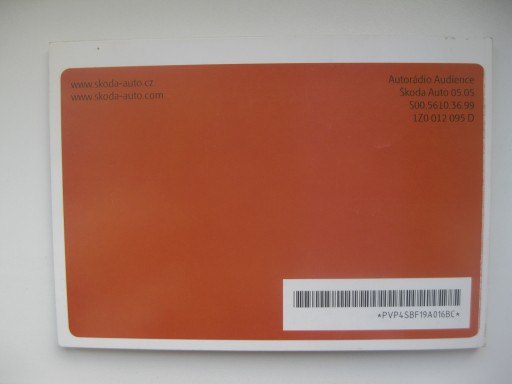 www.skoda-auto.cz
www.skoda-auto.com
Autorádio Audience
Škoda Auto 05.05
S00.5610.36.99
1Z0 012 095 D
*PVP4SBF19A016BC*